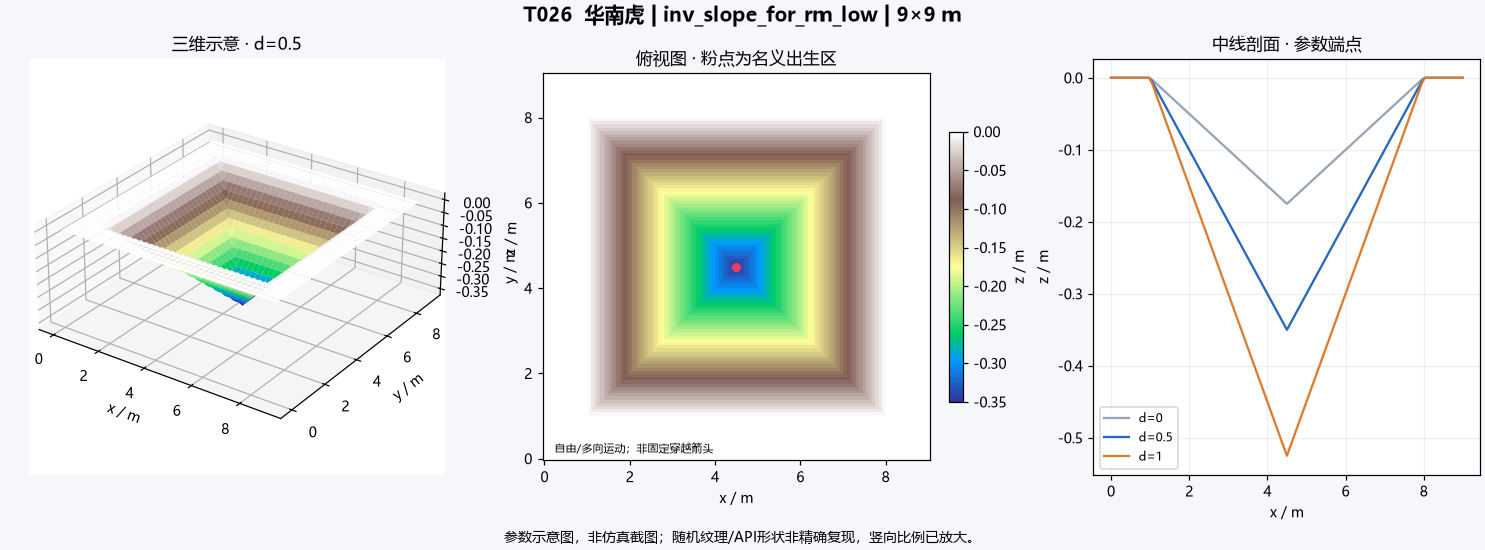 T026 华南虎 | inv_slope_for_rm_low | 9×9 m
三维示意 · d=0.5
0.00
-0.05
-0.10
-0.15
-0.20
-0.25
-0.30
-0.35
z / m
0
2
4
6
8
x / m
0
2
4
6
8
y / m
俯视图 · 粉点为名义出生区
8
6
4
2
0
y / m
自由/多向运动；非固定穿越箭头
0
2
4
6
8
x / m
0.00
-0.05
-0.10
-0.15
-0.20
-0.25
-0.30
-0.35
z / m
中线剖面 · 参数端点
0.0
-0.1
-0.2
-0.3
-0.4
-0.5
z / m
d=0
d=0.5
d=1
0
2
4
6
8
x / m
参数示意图，非仿真截图；随机纹理/API形状非精确复现，竖向比例已放大。